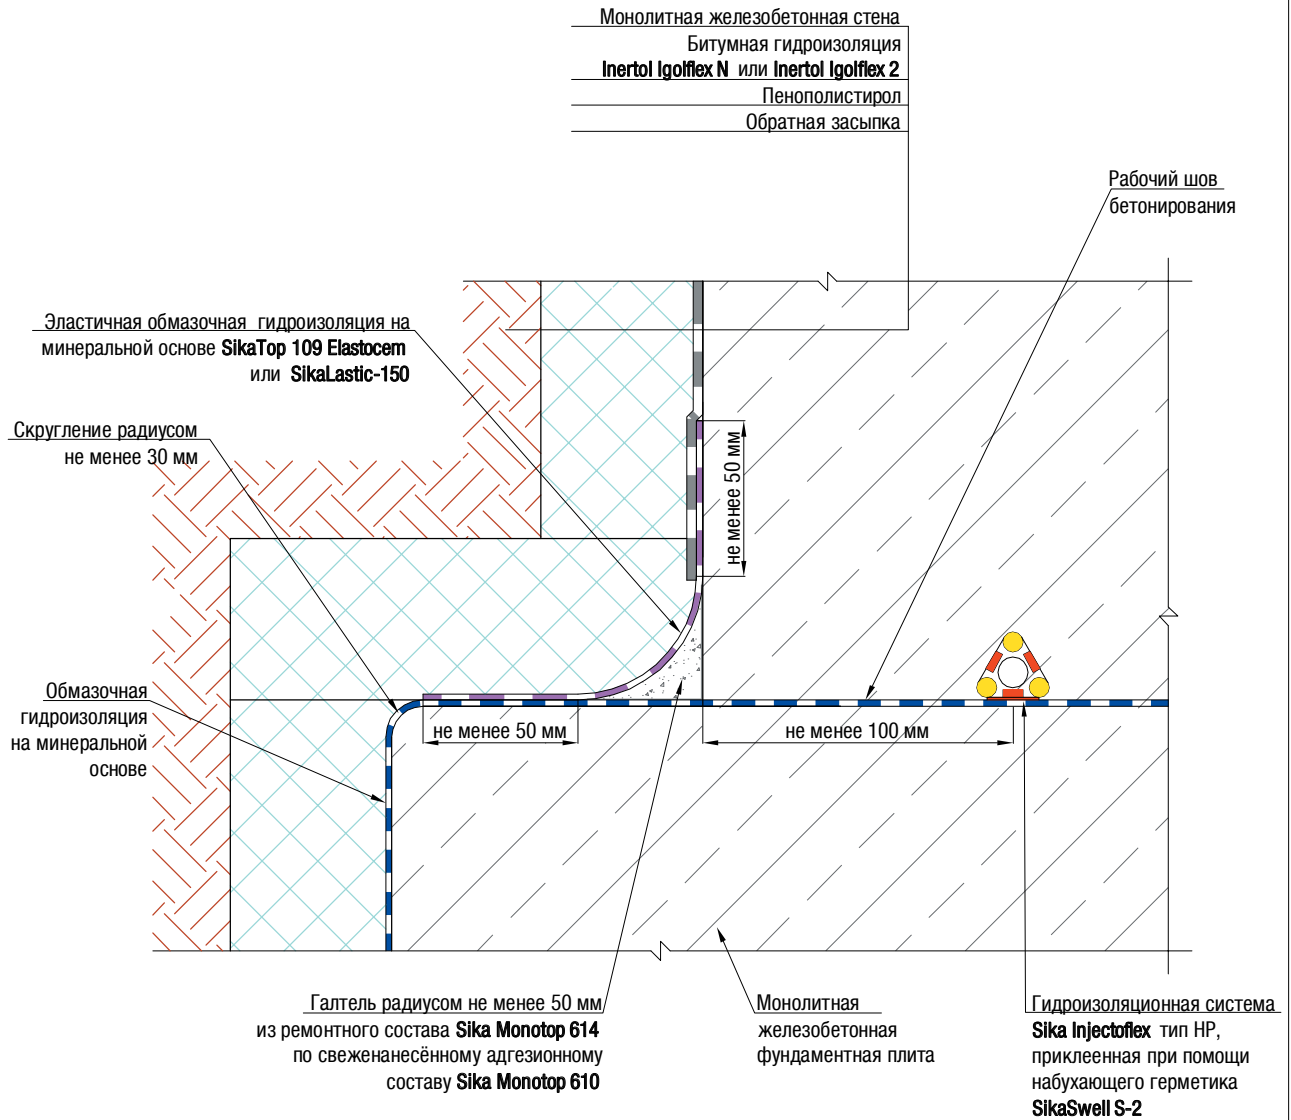 Монолитная железобетонная стена
Битумная гидроизоляция
Inertol Igolflex N или Inertol Igolflex 2
Пенополистирол
Обратная засыпка
Рабочий шов
бетонирования
Эластичная обмазочная гидроизоляция на
минеральной основе SikaTop 109 Elastocem
или SikaLastic-150
Скругление радиусом
не менее 30 мм
не менее 50 мм
Обмазочная
гидроизоляция
на минеральной
основе
не менее 50 мм
не менее 100 мм
Галтель радиусом не менее 50 мм
из ремонтного состава Sika Monotop 614
по свеженанесённому адгезионному
составу Sika Monotop 610
Монолитная
железобетонная
фундаментная плита
Гидроизоляционная система
Sika Injectoflex тип HP,
приклеенная при помощи
набухающего герметика
SikaSwell S-2